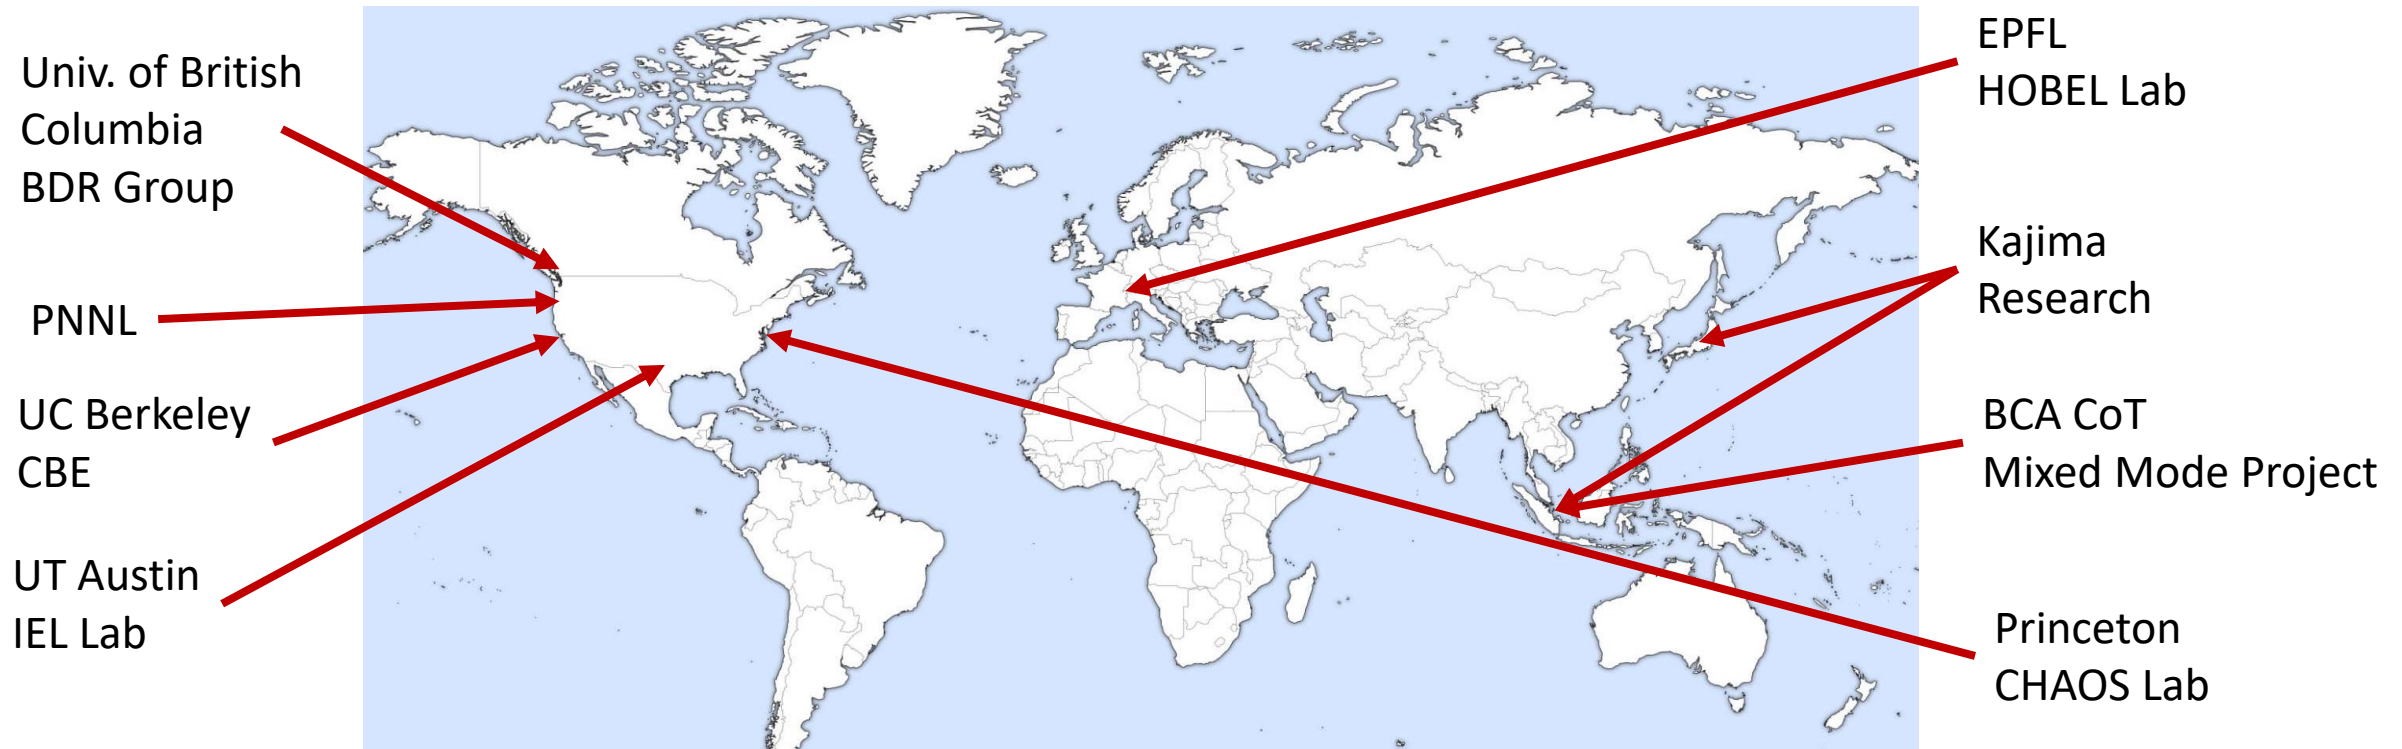 Univ. of British
Columbia
BDR Group
PNNL
UC Berkeley
CBE
UT Austin
IEL Lab
EPFL
HOBEL Lab
Kajima
Research
BCA CoT
Mixed Mode Project
Princeton
CHAOS Lab